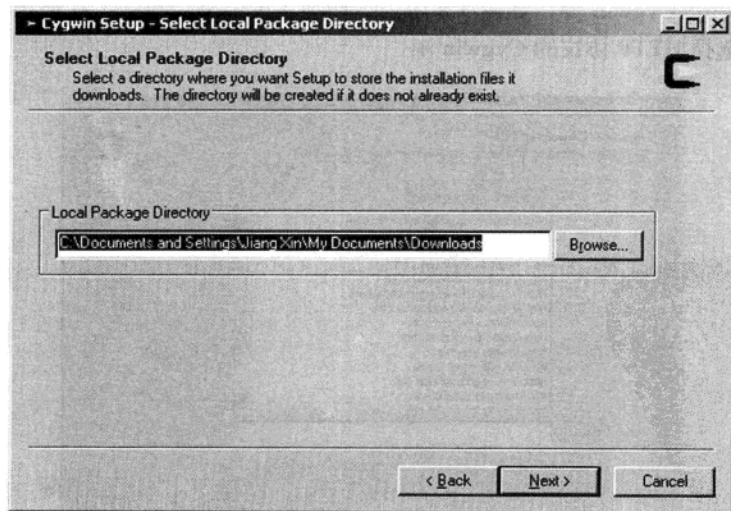 Cygwin Setup - Select Local Package Directory
Select Local Package Directory
Select a directory where you want Setup to store the installation files it
downloads. The directory will be created if it does not already exist.
Local Package Directory
C:\Documents and Settings\Jiang Xin\My Documents\Downloads
Browse...
< Back
Next >
Cancel